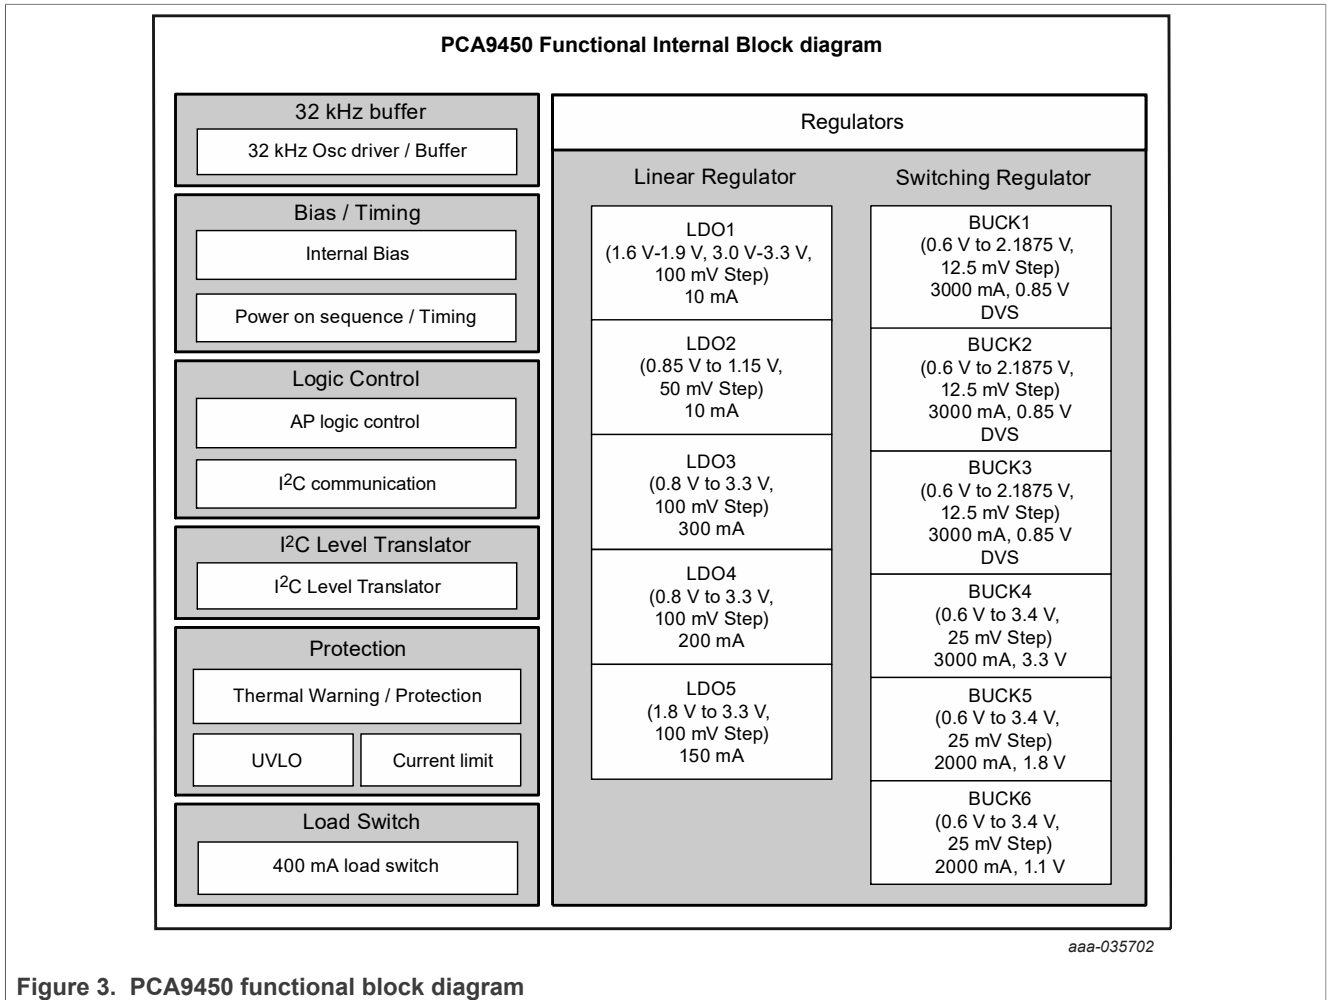 PCA9450 Functional Internal Block diagram
32 kHz buffer
32 kHz Osc driver / Buffer
Bias / Timing
Internal Bias
Power on sequence / Timing
Logic Control
AP logic control
I2C communication
I2C Level Translator
I2C Level Translator
Protection
Thermal Warning / Protection
UVLO
Current limit
Load Switch
400 mA load switch
Regulators
Linear Regulator
LDO1
(1.6 V-1.9 V, 3.0 V-3.3 V,
100 mV Step)
10 mA
LDO2
(0.85 V to 1.15 V,
50 mV Step)
10 mA
LDO3
(0.8 V to 3.3 V,
100 mV Step)
300 mA
LDO4
(0.8 V to 3.3 V,
100 mV Step)
200 mA
LDO5
(1.8 V to 3.3 V,
100 mV Step)
150 mA
Switching Regulator
BUCK1
(0.6 V to 2.1875 V,
12.5 mV Step)
3000 mA, 0.85 V
DVS
BUCK2
(0.6 V to 2.1875 V,
12.5 mV Step)
3000 mA, 0.85 V
DVS
BUCK3
(0.6 V to 2.1875 V,
12.5 mV Step)
3000 mA, 0.85 V
DVS
BUCK4
(0.6 V to 3.4 V,
25 mV Step)
3000 mA, 3.3 V
BUCK5
(0.6 V to 3.4 V,
25 mV Step)
2000 mA, 1.8 V
BUCK6
(0.6 V to 3.4 V,
25 mV Step)
2000 mA, 1.1 V
aaa-035702
Figure 3. PCA9450 functional block diagram